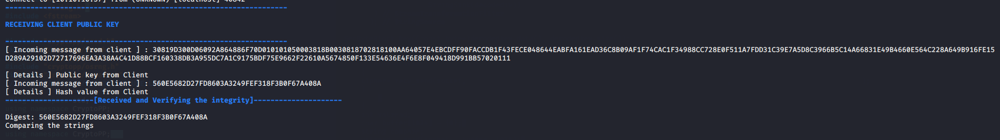 connect to [10.10.10.37] from (UNKNOWN) [localhost] 40842
-------------------------------------------------------------------
RECEIVING CLIENT PUBLIC KEY
-------------------------------------------------------------------
[ Incoming message from client ] : 30819D300D06092A864886F70D010101050003818B0030818702818100AA64057E4EBCDFF90FACCDB1F43FECE048644EABFA161EAD36C8B09AF1F74CAC1F34988CC728E0F511A7FDD31C39E7A5D8C3966B5C14A66831E49B4660E564C228A649B916FE15
D289A29102D72717696EA3A38A4C41D88BCF160338DB3A955DC7A1C9175BDF75E9662F22610A5674850F133E54636E4F6E8F049418D991BB57020111
[ Details ] Public key from Client
[ Incoming message from client ] : 560E5682D27FD8603A3249FEF318F3B0F67A408A
[ Details ] Hash value from Client
---------------------[Received and Verifying the integrity]---------------------
Digest: 560E5682D27FD8603A3249FEF318F3B0F67A408A
Comparing the strings